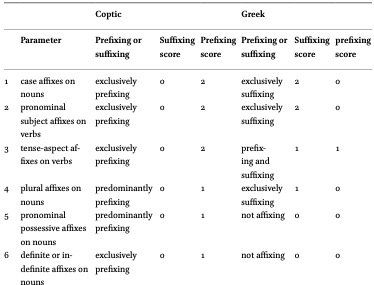 Coptic Greek
Parameter Prefixing or Suffixing Prefixing Prefixing or Suffixing prefixing
suffixing score score suffixing score score
1 case affixes on exclusively 0 2 exclusively 2 0
nouns prefixing suffixing
2 pronominal exclusively 0 2 exclusively 2 0
subject affixes on prefixing suffixing
verbs
3 tense-aspect af- exclusively 0 2 prefix- 1 1
fixes on verbs prefixing ing and
suffixing
4 plural affixes on predominantly 0 1 exclusively 1 0
nouns prefixing suffixing
5 pronominal predominantly 0 1 not affixing 0 0
possessive affixes prefixing
on nouns
6 definite or in- exclusively 0 1 not affixing 0 0
definite affixes on prefixing
nouns